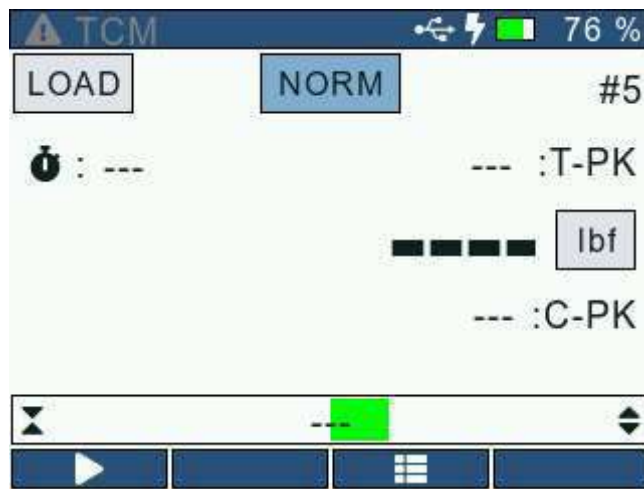 TCM 76 %
LOAD NORM #5
: --- --- :T-PK
---- lbf
--- :C-PK
---